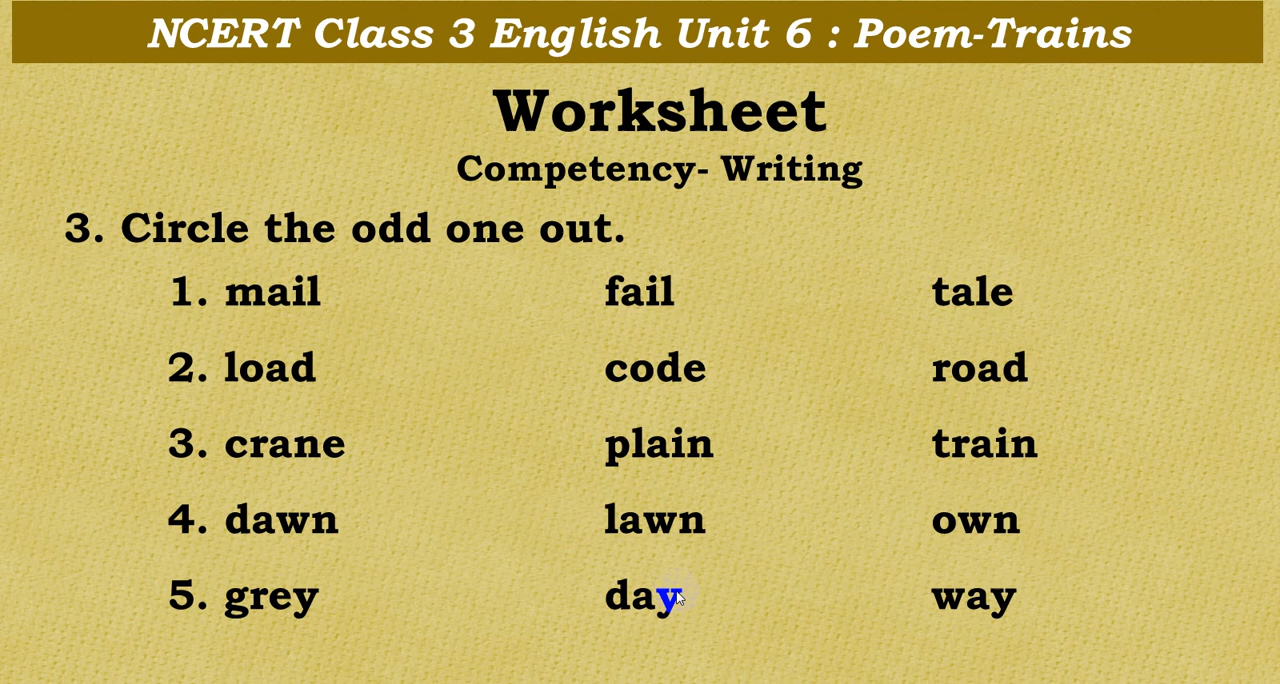 NCERT Class 3 English Unit 6 : Poem-Trains
Worksheet
Competency- Writing
3. Circle the odd one out.
1. mail fail tale
2. load code road
3. crane plain train
4. dawn lawn own
5. grey day way